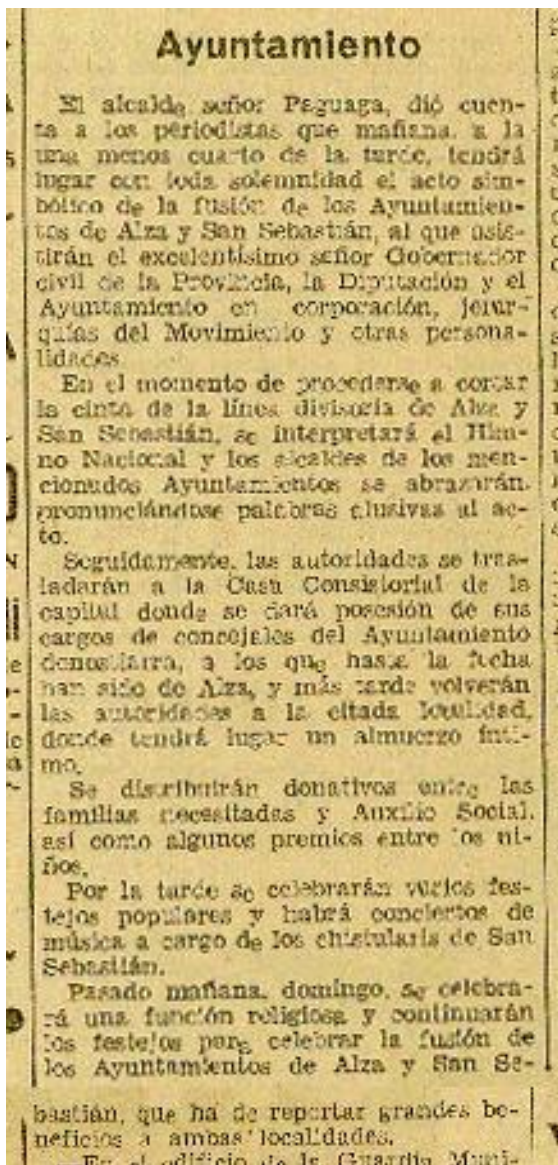 Ayuntamiento
El alcalde señor Paguaga, dió cuen-
ta a los periodistas que mañana, a la
una menos cuarto de la tarde, tendrá
lugar con toda solemnidad el acto sim-
bólico de la fusión de los Ayuntamien-
tos de Alza y San Sebastián, al que asis-
tirán el excelentísimo señor Gobernador
civil de la Provincia, la Diputación y el
Ayuntamiento en corporación, jerar-
quías del Movimiento y otras persona-
lidades.
En el momento de procederse a cortar
la cinta de la línea divisoria de Alza y
San Sebastián, se interpretará el Him-
no Nacional y los alcaldes de los men-
cionados Ayuntamientos se abrazarán,
pronunciándose palabras alusivas al ac-
to.
Seguidamente, las autoridades se tras-
ladarán a la Casa Consistorial de la
capital donde se dará posesión de sus
cargos de concejales del Ayuntamiento
donostiarra, a los que hasta la fecha
han sido de Alza, y más tarde volverán
las autoridades a la citada localidad,
donde tendrá lugar un almuerzo ínti-
mo.
Se distribuirán donativos entre las
familias necesitadas y Auxilio Social,
así como algunos premios entre los ni-
ños.
Por la tarde se celebrarán varios fes-
tejos populares y habrá conciertos de
música a cargo de los chistularis de San
Sebastián.
Pasado mañana, domingo, se celebra-
rá una función religiosa y continuarán
los festejos para celebrar la fusión de
los Ayuntamientos de Alza y San Se-
bastián, que ha de reportar grandes be-
neficios a ambas localidades.
En el edificio de la Guardia Muni-